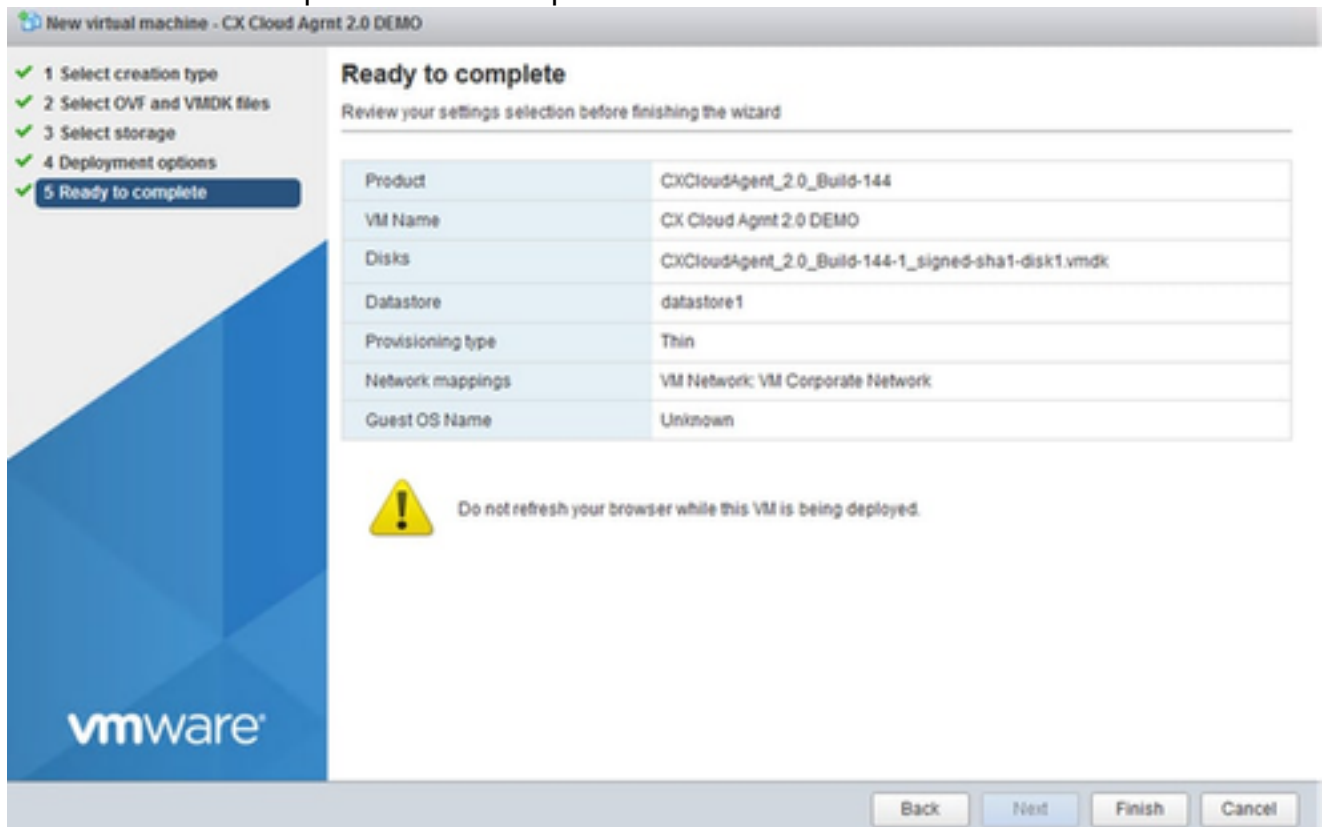 New virtual machine - CX Cloud Agrnt 2.0 DEMO
1 Select creation type
2 Select OVF and VMDK files
3 Select storage
4 Deployment options
5 Ready to complete
Ready to complete
Review your settings selection before finishing the wizard
Product CXCloudAgent_2.0_Build-144
VM Name CX Cloud Agrnt 2.0 DEMO
Disks CXCloudAgent_2.0_Build-144-1_signed-sha1-disk1.vmdk
Datastore datastore1
Provisioning type Thin
Network mappings VM Network: VM Corporate Network
Guest OS Name Unknown
Do not refresh your browser while this VM is being deployed.
vmware
Back Next Finish Cancel